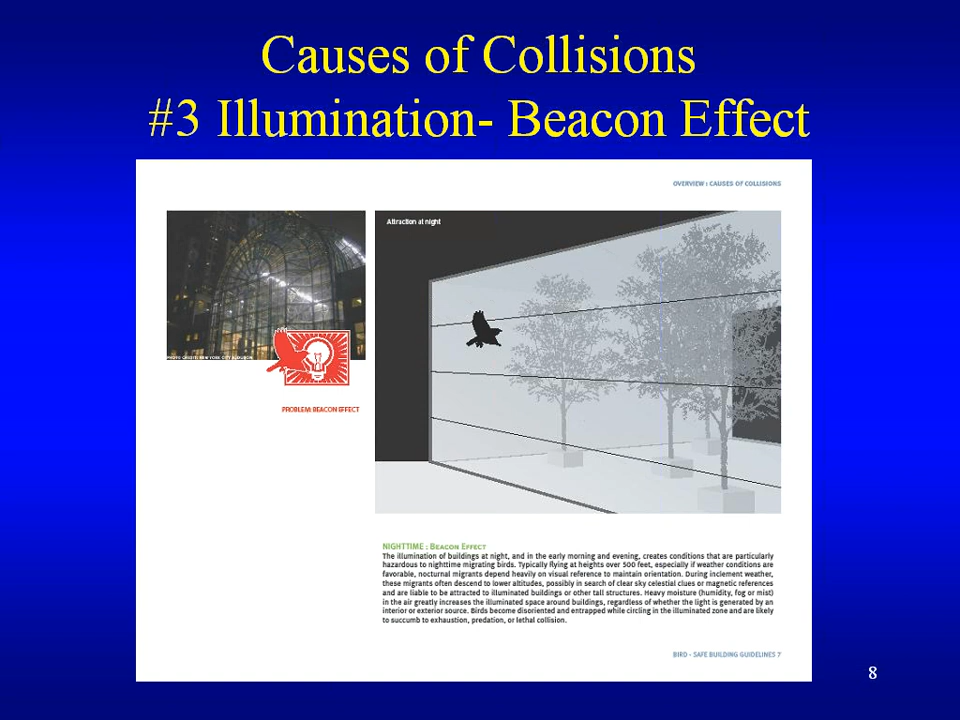 Causes of Collisions
#3 Illumination- Beacon Effect
OVERVIEW : CAUSES OF COLLISIONS
Attraction at night
PROBLEM: BEACON EFFECT
NIGHTTIME : BEACON EFFECT
The illumination of buildings at night, and in the early morning and evening, creates conditions that are particularly
hazardous to nighttime migrating birds. Typically flying at heights over 500 feet, especially if weather conditions are
favorable, nocturnal migrants depend heavily on visual reference to maintain orientation. During inclement weather,
these migrants often descend to lower altitudes, possibly in search of clear sky celestial clues or magnetic references
and are liable to be attracted to illuminated buildings or other tall structures. Heavy moisture (humidity, fog or mist)
in the air greatly increases the illuminated space around buildings, regardless of whether the light is generated by an
interior or exterior source. Birds become disoriented and entrapped while circling in the illuminated zone and are likely
to succumb to exhaustion, predation, or lethal collision.
BIRD - SAFE BUILDING GUIDELINES 7
8